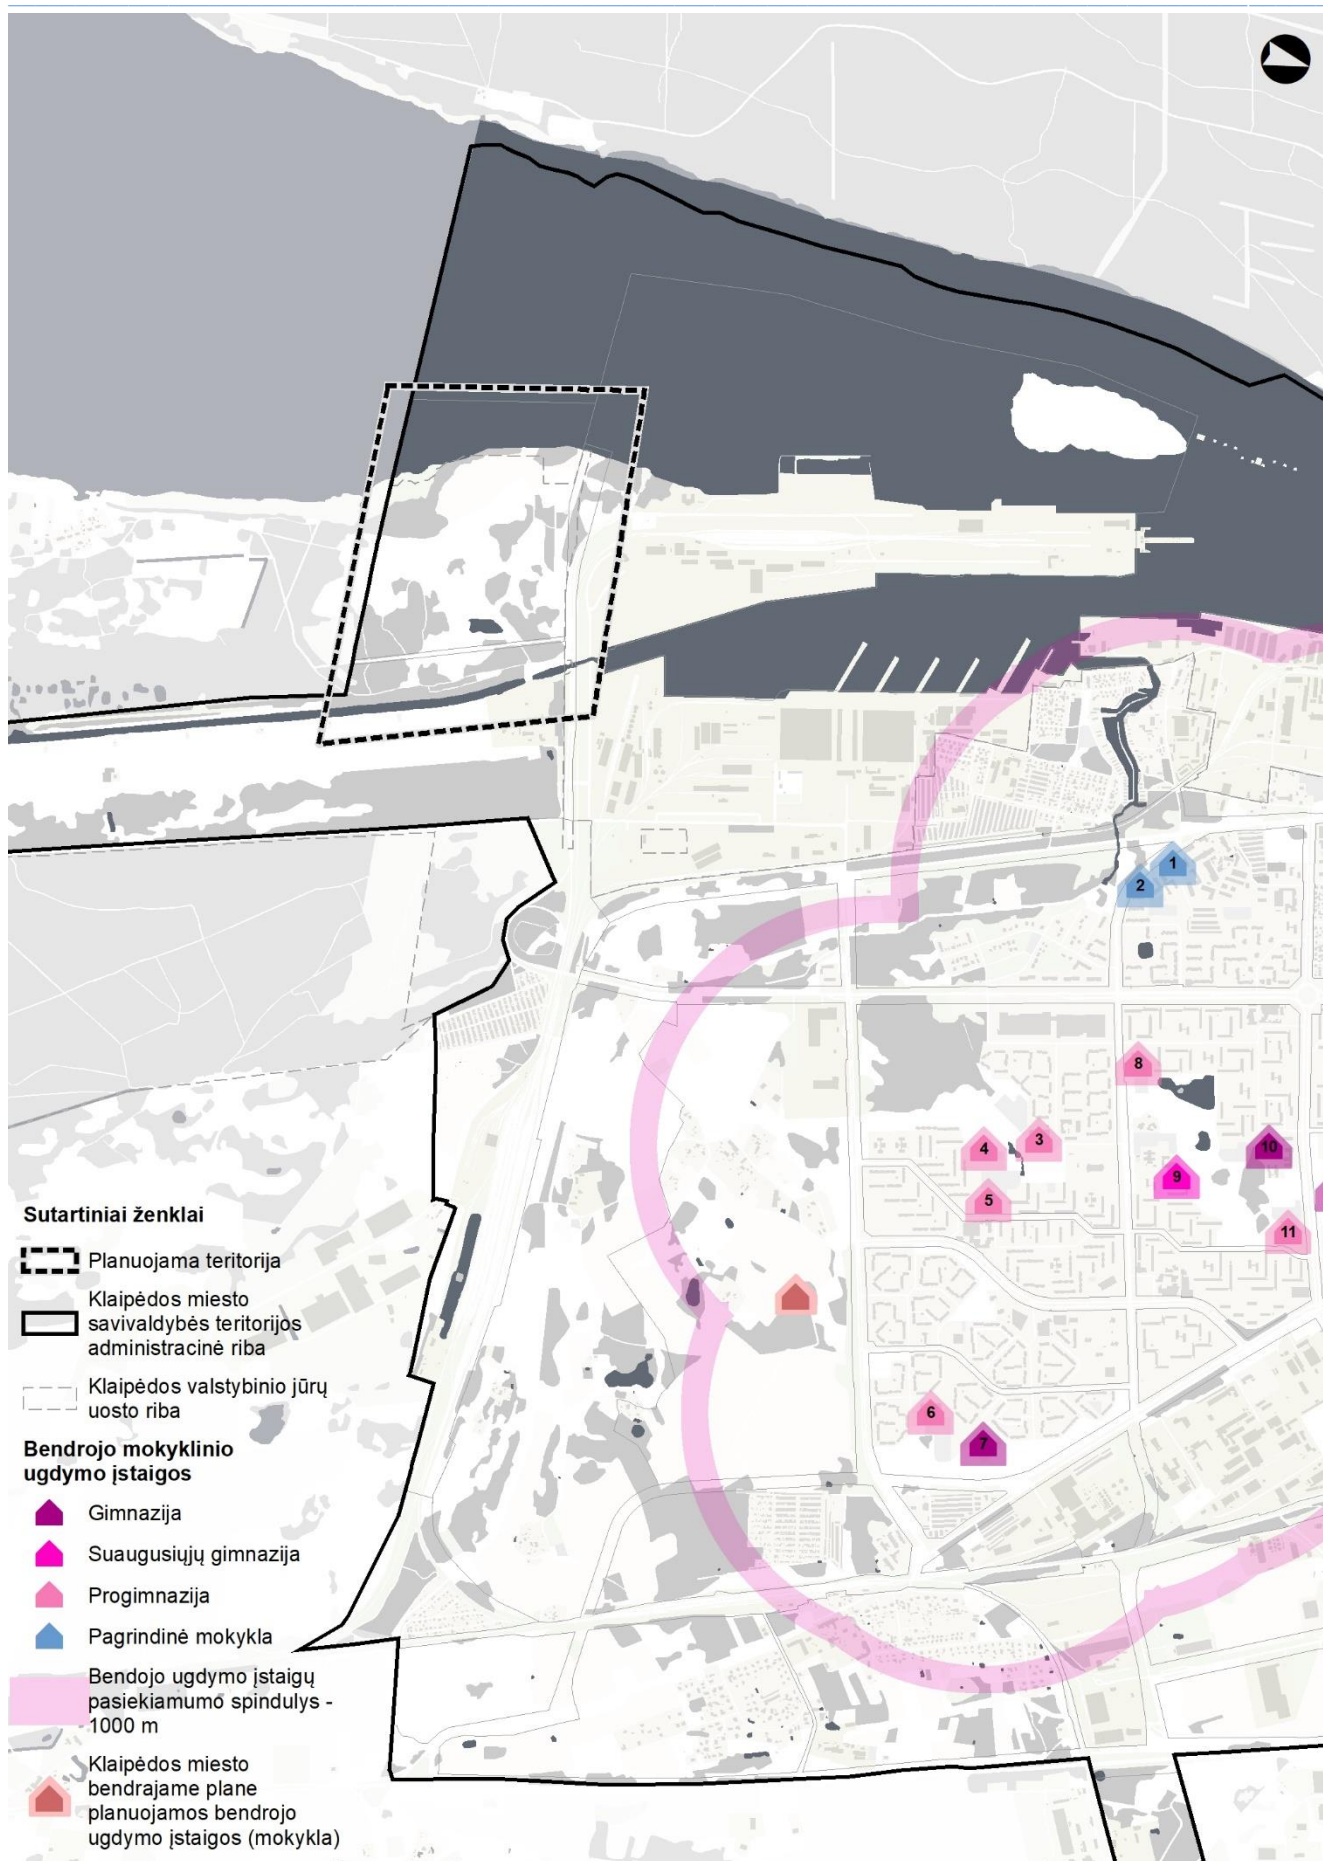 1
2
8
3
4
10
9
5
11
6
7
Sutartiniai ženklai
Planuojama teritorija
Klaipėdos miesto
savivaldybės teritorijos
administracinė riba
Klaipėdos valstybinio jūrų
uosto riba
Bendrojo mokyklinio
ugdymo įstaigos
Gimnazija
Suaugusiųjų gimnazija
Progimnazija
Pagrindinė mokykla
Bendojo ugdymo įstaigų
pasiekiamumo spindulys -
1000 m
Klaipėdos miesto
bendrajame plane
planuojamos bendrojo
ugdymo įstaigos (mokykla)